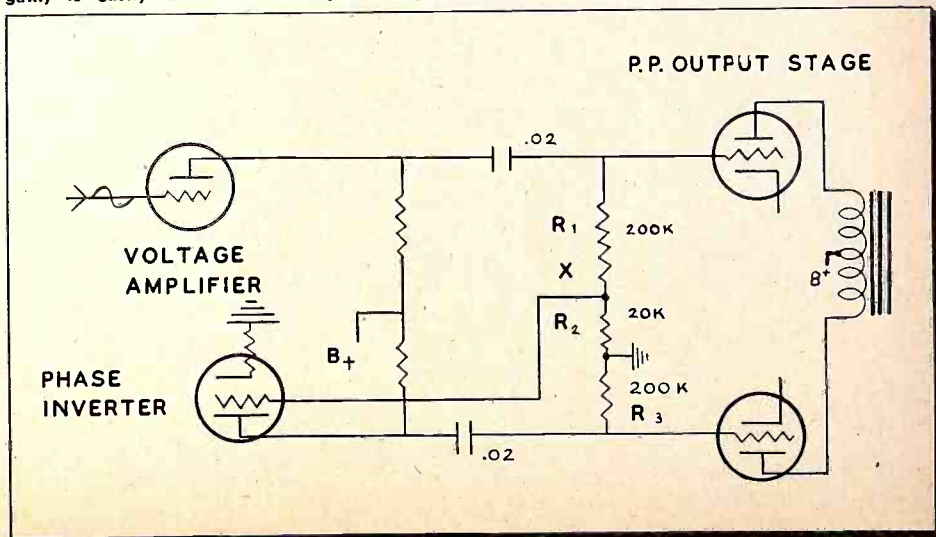 P.P. OUTPUT STAGE
.02
R1
200K
VOLTAGE
AMPLIFIER
X
B+
R2
20K
B+
PHASE
INVERTER
200K
R3
.02